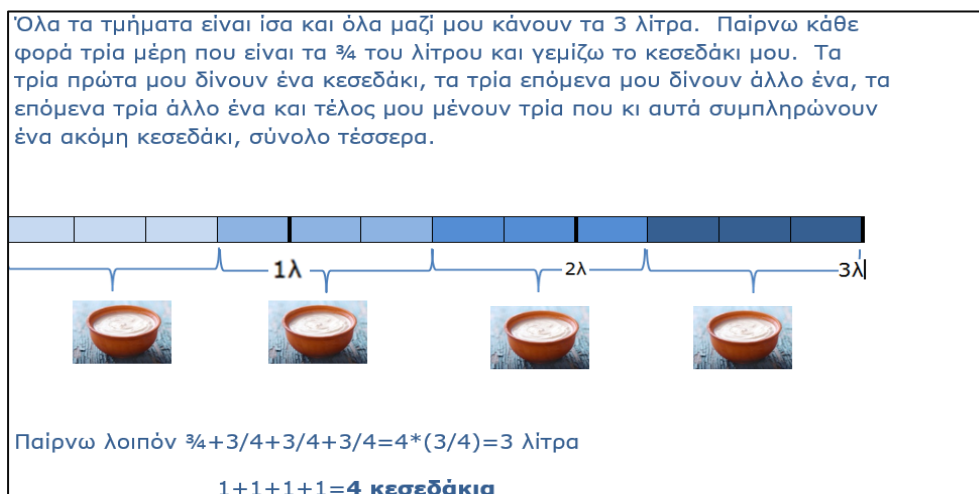 Όλα τα τμήματα είναι ίσα και όλα μαζί μου κάνουν τα 3 λίτρα.  Παίρνω κάθε
φορά τρία μέρη που είναι τα ¾ του λίτρου και γεμίζω το κεσεδάκι μου.  Τα
τρία πρώτα μου δίνουν ένα κεσεδάκι, τα τρία επόμενα μου δίνουν άλλο ένα, τα
επόμενα τρία άλλο ένα και τέλος μου μένουν τρία που κι αυτά συμπληρώνουν
ένα ακόμη κεσεδάκι, σύνολο τέσσερα.
1λ
2λ
3λ
Παίρνω λοιπόν ¾+3/4+3/4+3/4=4*(3/4)=3 λίτρα
1+1+1+1=4 κεσεδάκια